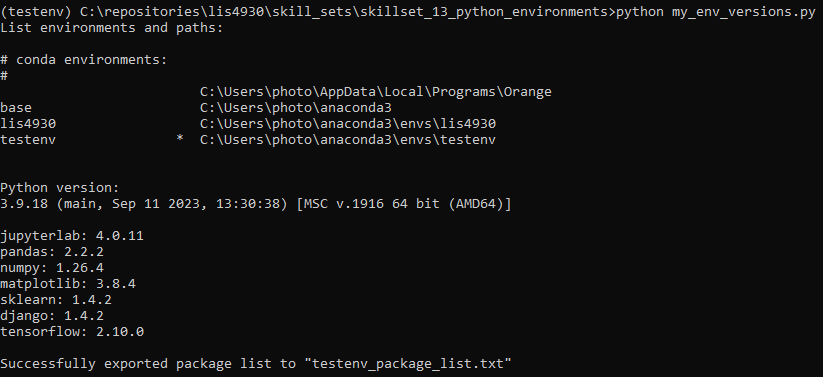 (testenv) C:\repositories\lis4930\skill_sets\skillset_13_python_environments>python my_env_versions.py
List environments and paths:
# conda environments:
#
C:\Users\photo\AppData\Local\Programs\Orange
base C:\Users\photo\anaconda3
lis4930 C:\Users\photo\anaconda3\envs\lis4930
testenv * C:\Users\photo\anaconda3\envs\testenv
Python version:
3.9.18 (main, Sep 11 2023, 13:30:38) [MSC v.1916 64 bit (AMD64)]
jupyterlab: 4.0.11
pandas: 2.2.2
numpy: 1.26.4
matplotlib: 3.8.4
sklearn: 1.4.2
django: 1.4.2
tensorflow: 2.10.0
Successfully exported package list to "testenv_package_list.txt"